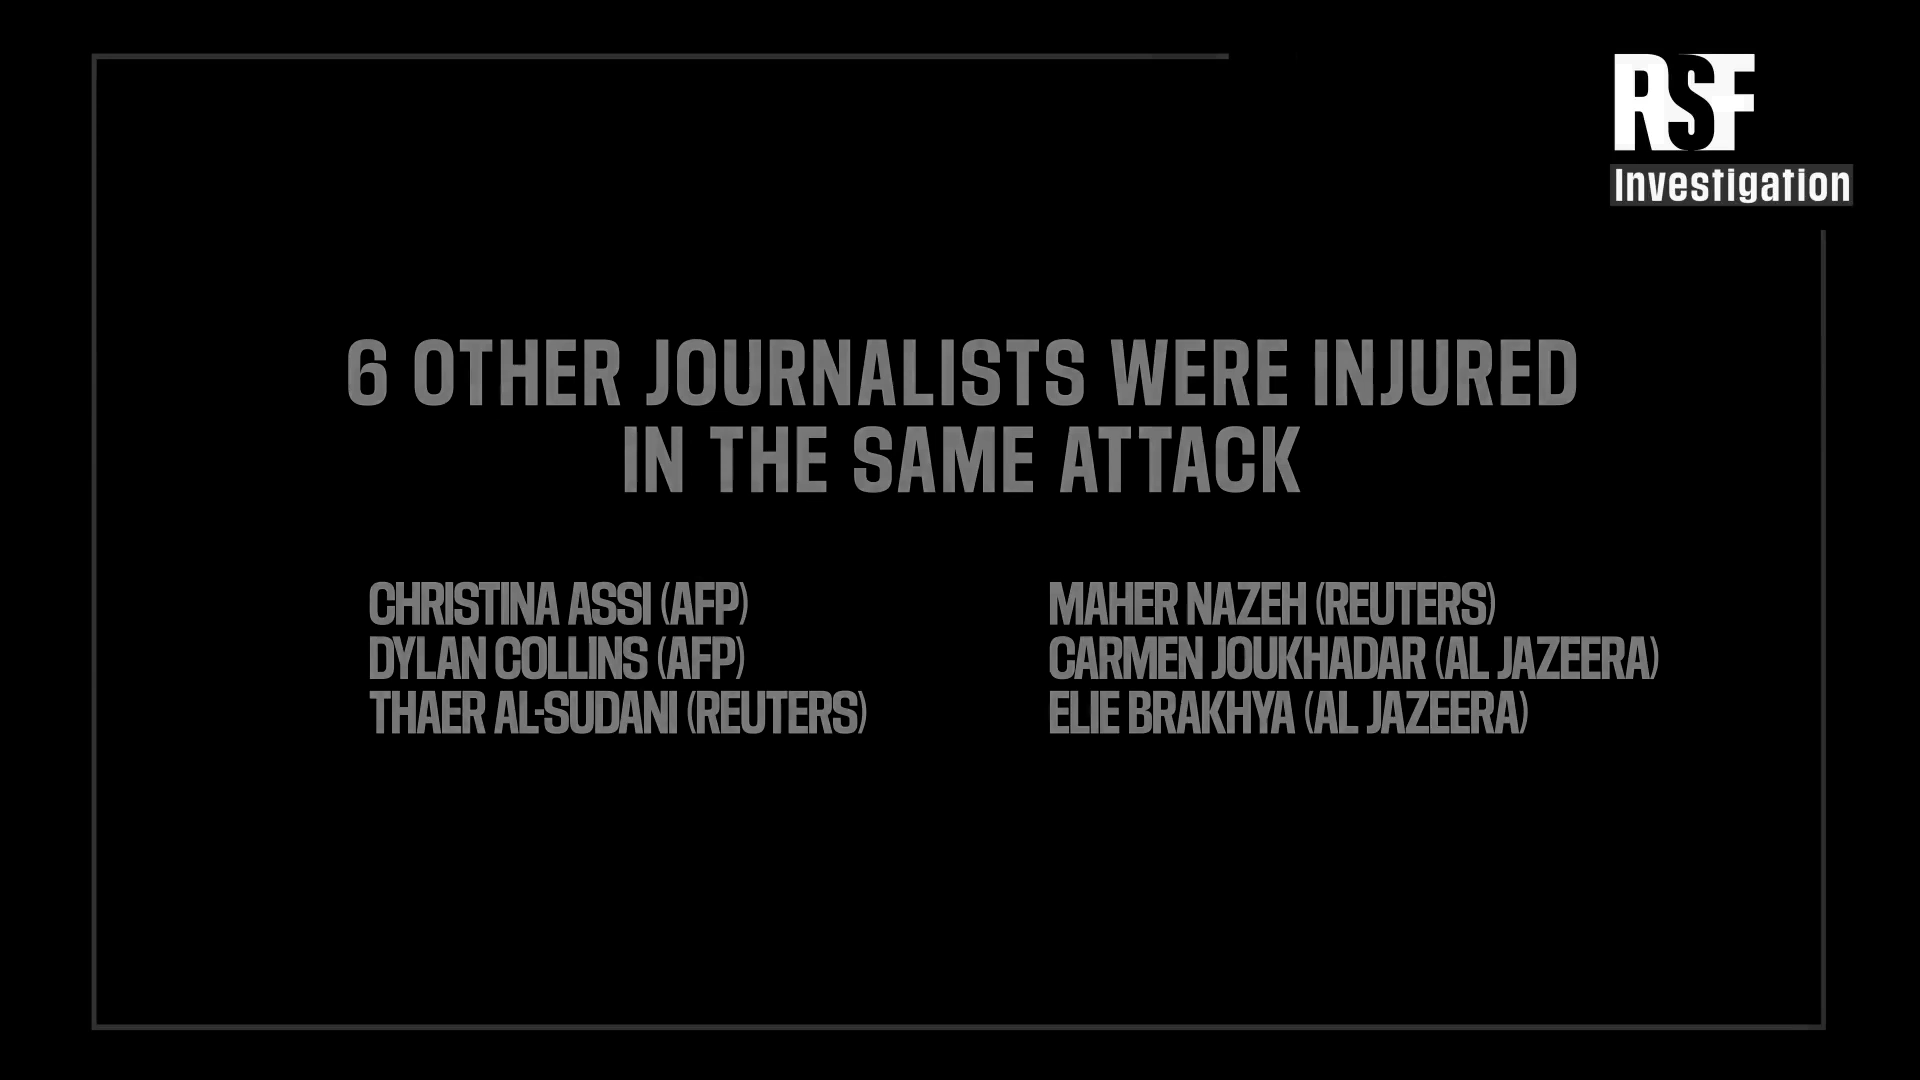 RSF
Investigation
6 OTHER JOURNALISTS WERE INJURED
IN THE SAME ATTACK
CHRISTINA ASSI (AFP)
DYLAN COLLINS (AFP)
THAER AL-SUDANI (REUTERS)
MAHER NAZEH (REUTERS)
CARMEN JOUKHADAR (AL JAZEERA)
ELIE BRAKHYA (AL JAZEERA)